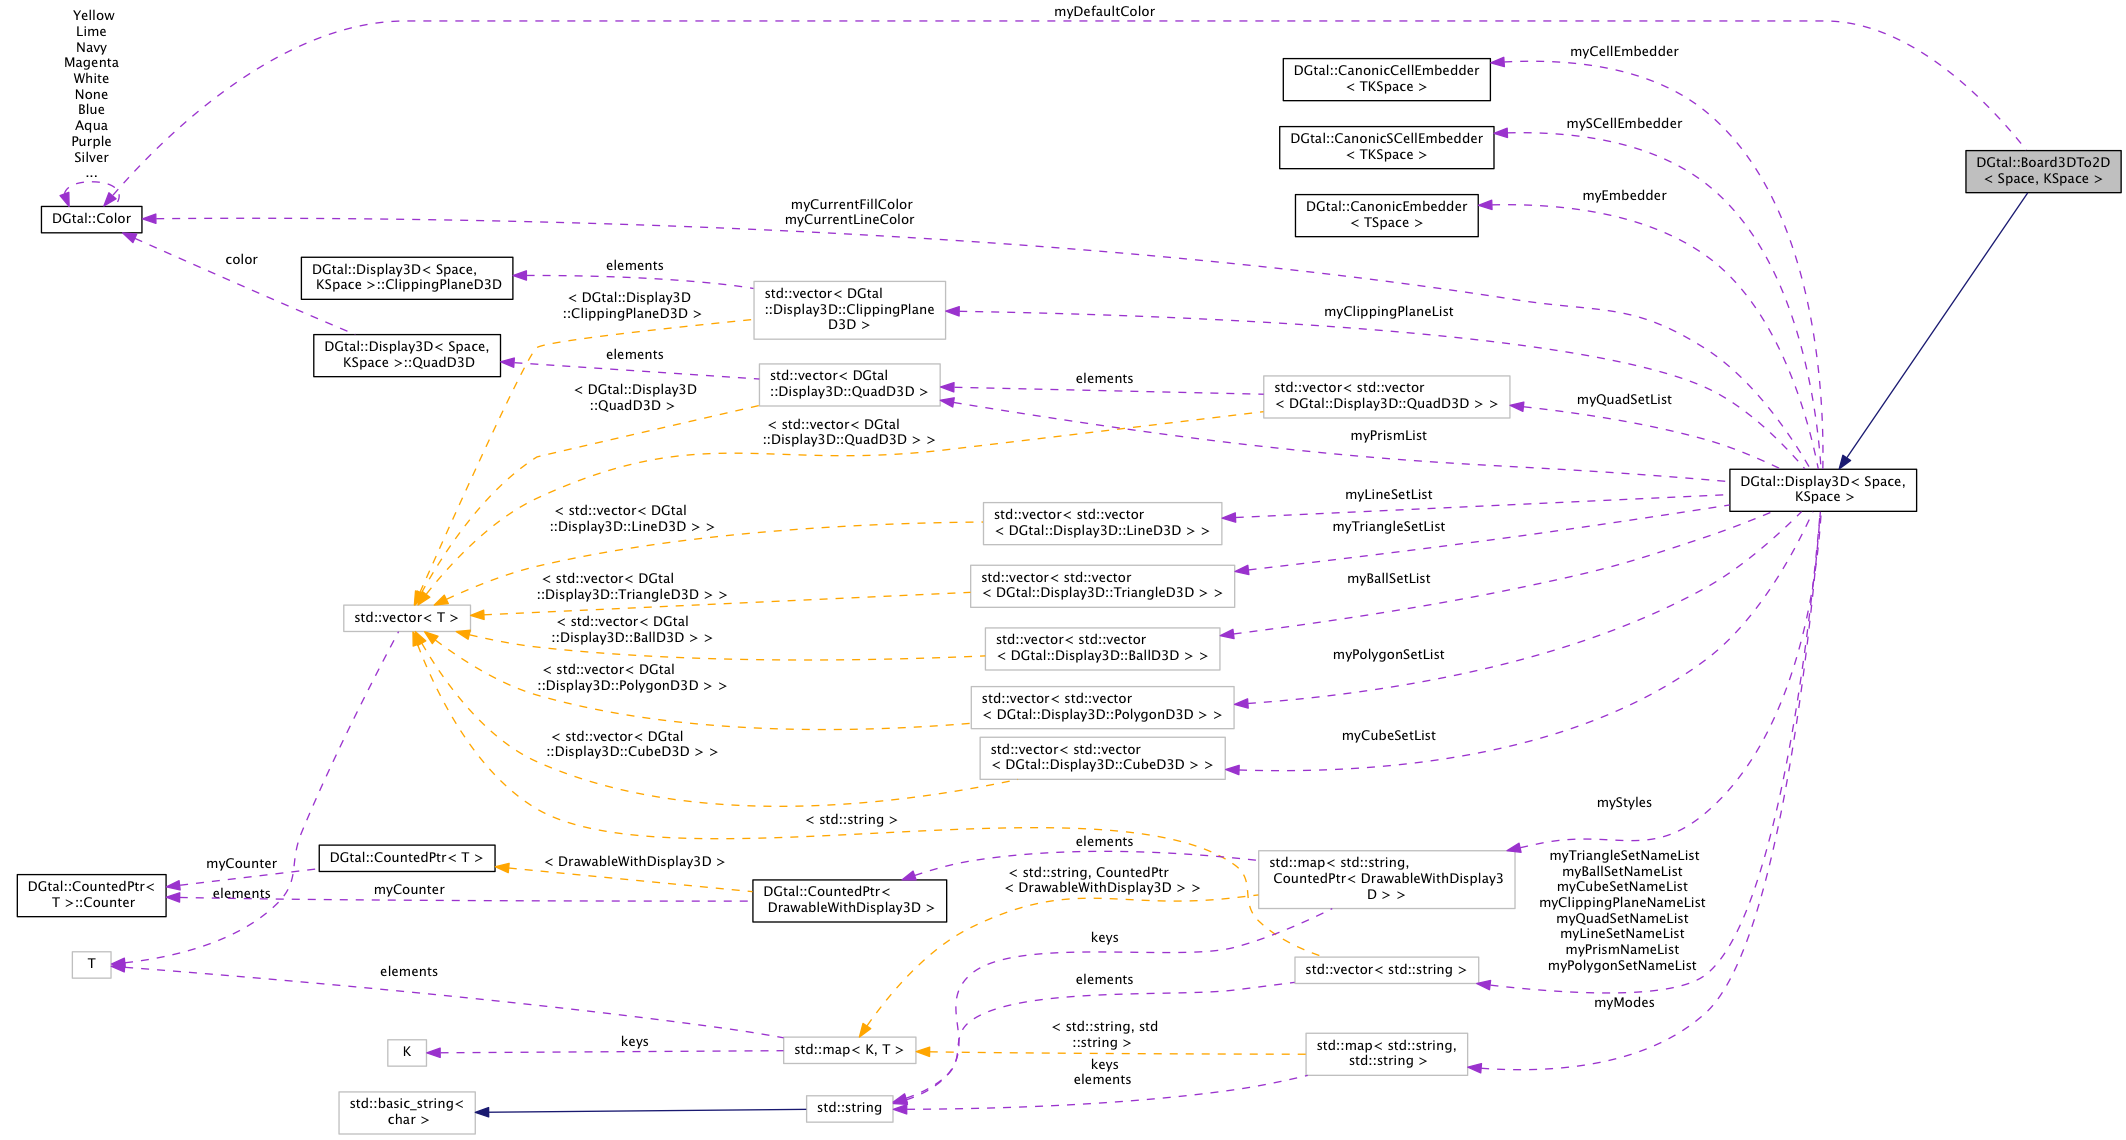 Yellow
Lime
Navy
Magenta
White
None
Blue
Aqua
Purple
Silver
...
DGtal::Color
myDefaultColor
myCellEmbedder
DGtal::CanonicCellEmbedder
< TKSpace >
mySCellEmbedder
DGtal::CanonicSCellEmbedder
< TKSpace >
DGtal::Board3DTo2D
< Space, KSpace >
myEmbedder
DGtal::CanonicEmbedder
< TSpace >
myCurrentFillColor
myCurrentLineColor
color
DGtal::Display3D< Space,
KSpace >::ClippingPlaneD3D
elements
< DGtal::Display3D
::ClippingPlaneD3D >
std::vector< DGtal
::Display3D::ClippingPlane
D3D >
myClippingPlaneList
DGtal::Display3D< Space,
KSpace >::QuadD3D
elements
< DGtal::Display3D
::QuadD3D >
std::vector< DGtal
::Display3D::QuadD3D >
elements
std::vector< std::vector
< DGtal::Display3D::QuadD3D > >
myQuadSetList
< std::vector< DGtal
::Display3D::QuadD3D > >
myPrismList
DGtal::Display3D< Space,
KSpace >
< std::vector< DGtal
::Display3D::LineD3D > >
std::vector< std::vector
< DGtal::Display3D::LineD3D > >
myLineSetList
myTriangleSetList
< std::vector< DGtal
::Display3D::TriangleD3D > >
std::vector< std::vector
< DGtal::Display3D::TriangleD3D > >
myBallSetList
std::vector< T >
< std::vector< DGtal
::Display3D::BallD3D > >
std::vector< std::vector
< DGtal::Display3D::BallD3D > >
myPolygonSetList
< std::vector< DGtal
::Display3D::PolygonD3D > >
std::vector< std::vector
< DGtal::Display3D::PolygonD3D > >
myCubeSetList
< std::vector< DGtal
::Display3D::CubeD3D > >
std::vector< std::vector
< DGtal::Display3D::CubeD3D > >
myStyles
< std::string >
elements
DGtal::CountedPtr< T >
myCounter
< DrawableWithDisplay3D >
DGtal::CountedPtr<
T >::Counter
elements
myCounter
DGtal::CountedPtr<
DrawableWithDisplay3D >
< std::string, CountedPtr
< DrawableWithDisplay3D > >
std::map< std::string,
CountedPtr< DrawableWithDisplay3
D > >
myTriangleSetNameList
myBallSetNameList
myCubeSetNameList
myClippingPlaneNameList
myQuadSetNameList
myLineSetNameList
myPrismNameList
myPolygonSetNameList
keys
T
elements
elements
std::vector< std::string >
myModes
K
keys
std::map< K, T >
< std::string, std
::string >
std::map< std::string,
std::string >
keys
elements
std::basic_string<
char >
std::string